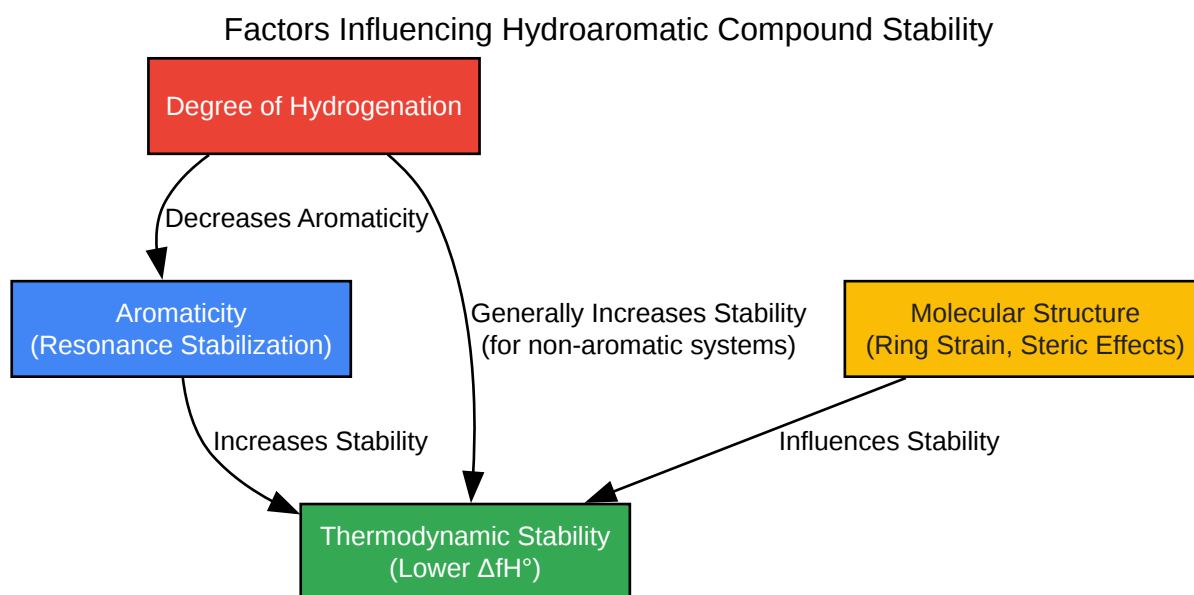 Factors Influencing Hydroaromatic Compound Stability
Degree of Hydrogenation
Decreases Aromaticity
Aromaticity
(Resonance Stabilization)
Generally Increases Stability
(for non-aromatic systems)
Molecular Structure
(Ring Strain, Steric Effects)
Increases Stability
Influences Stability
Thermodynamic Stability
(Lower ΔfH°)